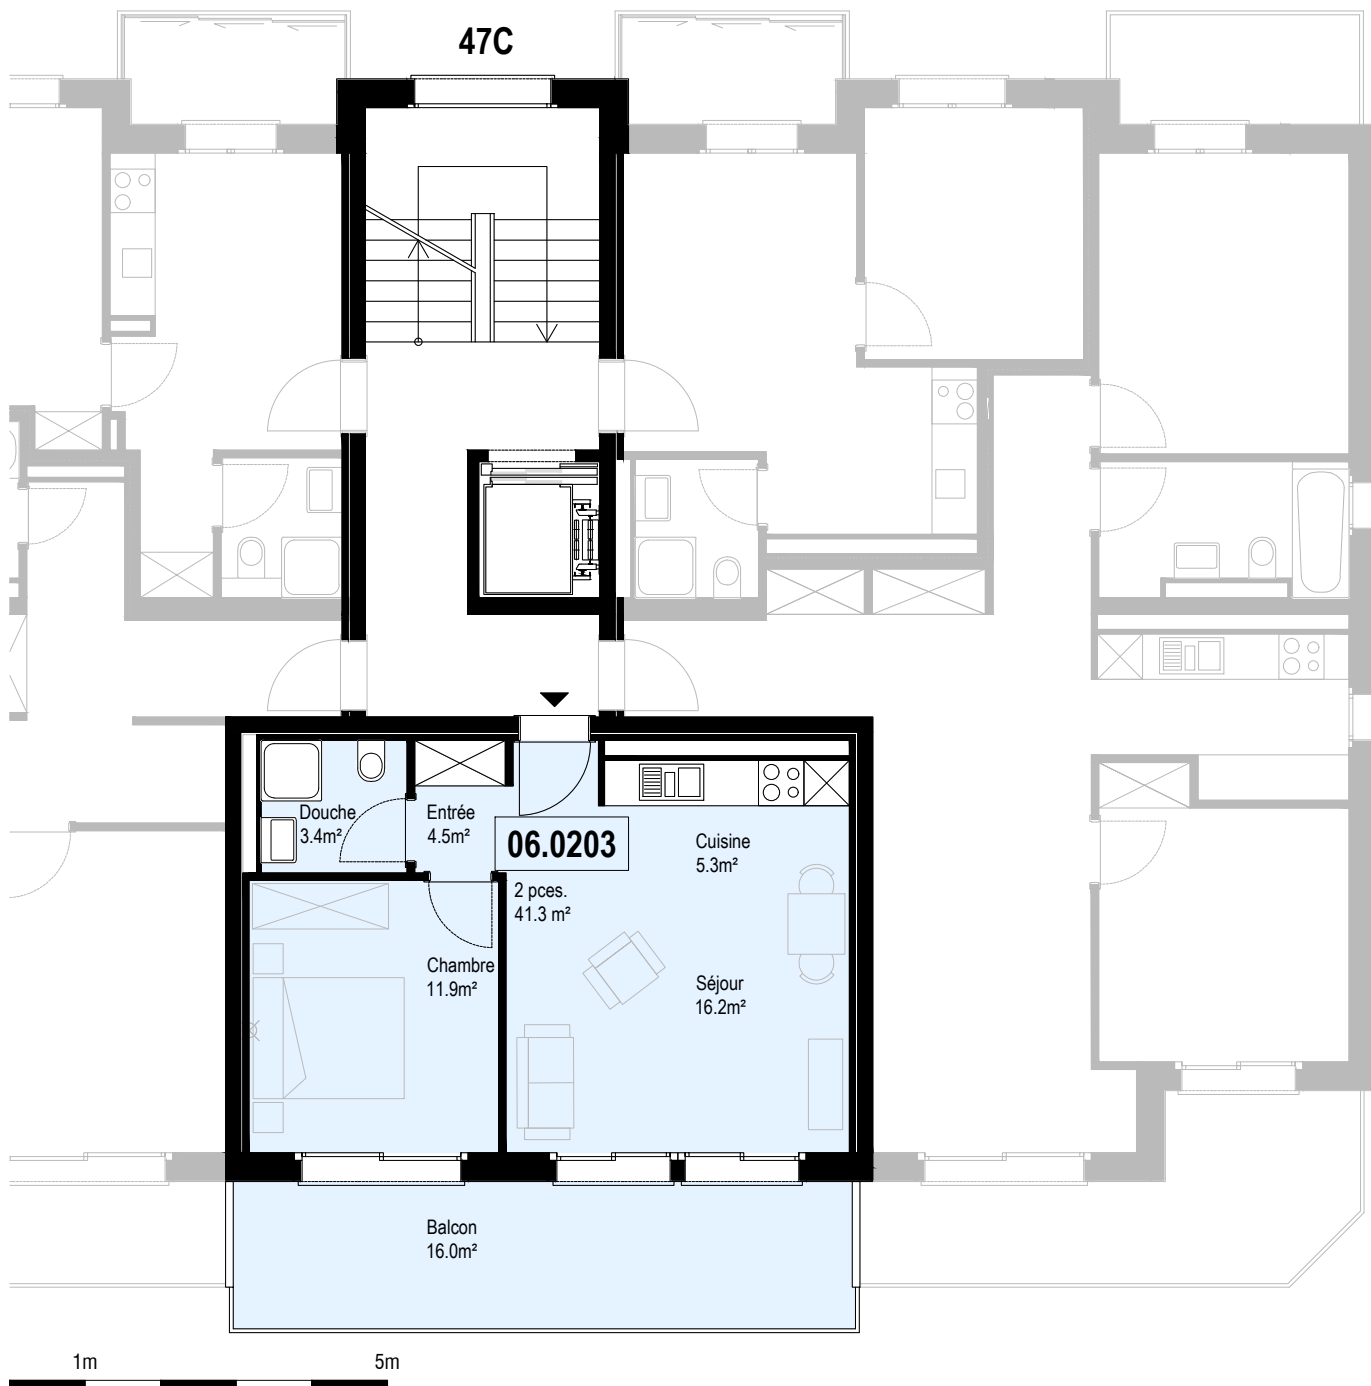 47C
Douche
3.4m²
Entrée
4.5m²
06.0203
2 pces.
41.3 m²
Cuisine
5.3m²
Chambre
11.9m²
Séjour
16.2m²
Balcon
16.0m²
1m
5m